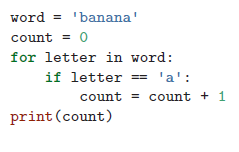 word = 'banana'
count = 0
for letter in word:
    if letter == 'a':
        count = count + 1
print(count)